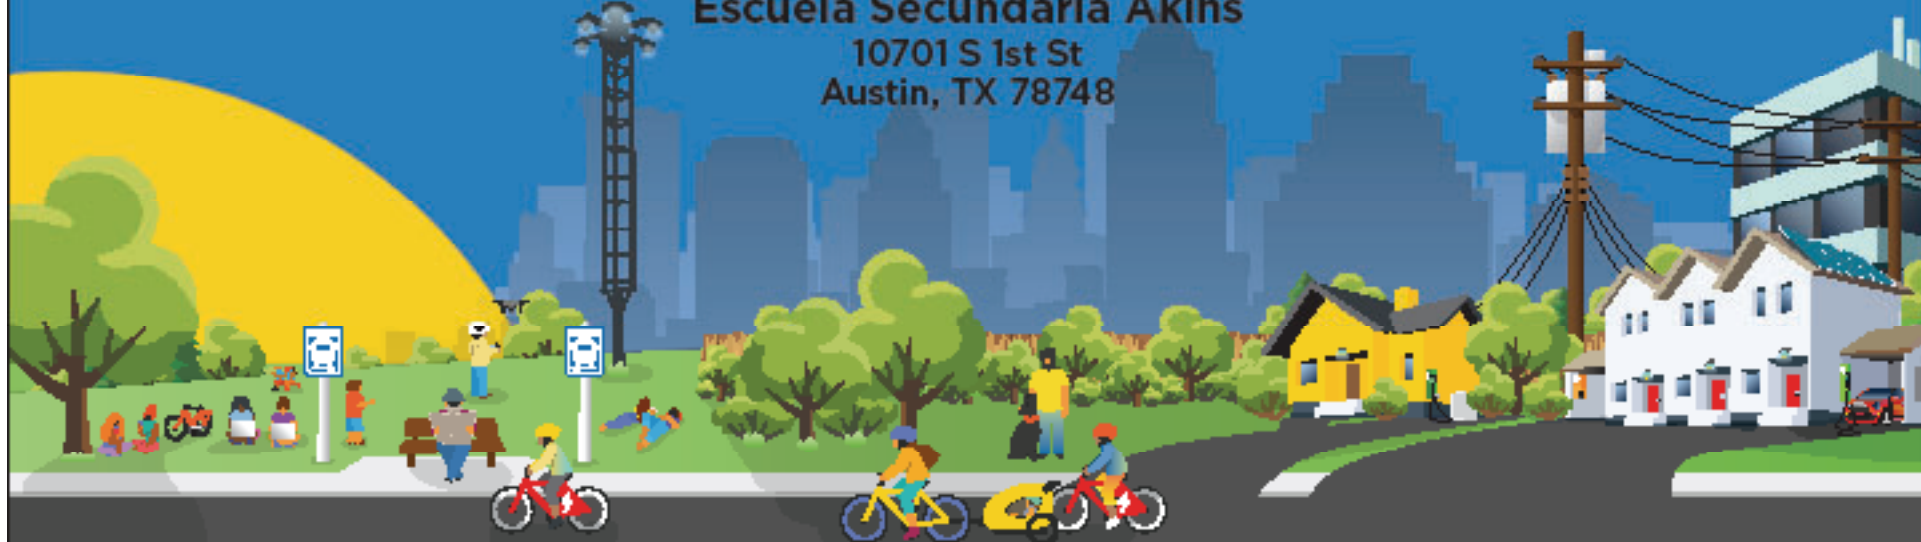 Escuela Secundaria Akins
10701 S 1st St
Austin, TX 78748